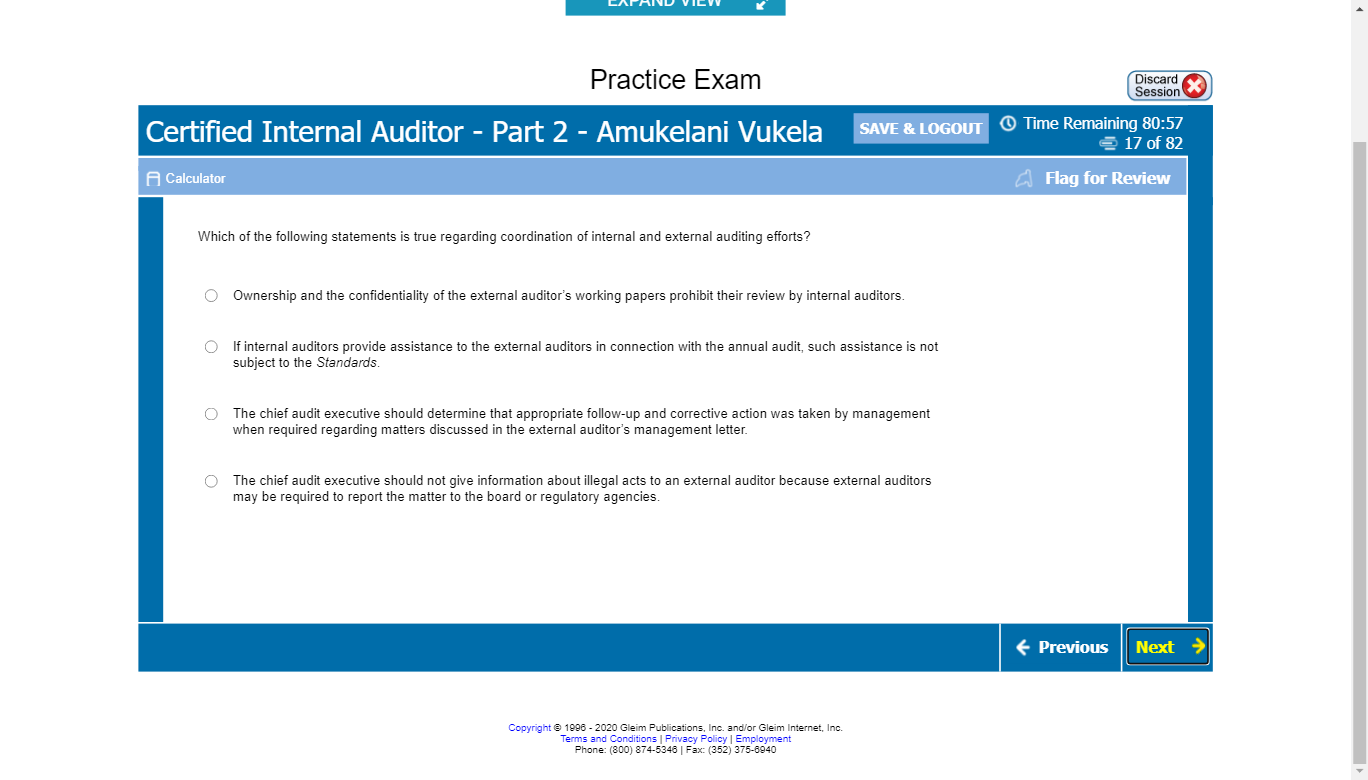 EXPAND VIEW
Practice Exam
Discard
Session
Certified Internal Auditor - Part 2 - Amukelani Vukela
SAVE & LOGOUT
Time Remaining 80:57
17 of 82
Calculator
Flag for Review
Which of the following statements is true regarding coordination of internal and external auditing efforts?
Ownership and the confidentiality of the external auditor’s working papers prohibit their review by internal auditors.
If internal auditors provide assistance to the external auditors in connection with the annual audit, such assistance is not
subject to the Standards.
The chief audit executive should determine that appropriate follow-up and corrective action was taken by management
when required regarding matters discussed in the external auditor’s management letter.
The chief audit executive should not give information about illegal acts to an external auditor because external auditors
may be required to report the matter to the board or regulatory agencies.
Previous
Next
Copyright © 1996 - 2020 Gleim Publications, Inc. and/or Gleim Internet, Inc.
Terms and Conditions | Privacy Policy | Employment
Phone: (800) 874-5346 | Fax: (352) 375-6940